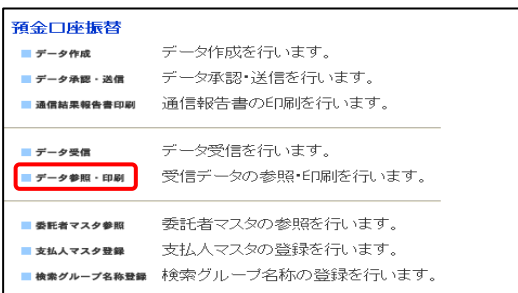 預金口座振替
データ作成 データ作成を行います。
データ承認・送信 データ承認・送信を行います。
通信結果報告書印刷 通信報告書の印刷を行います。
データ受信 データ受信を行います。
データ参照・印刷 受信データの参照・印刷を行います。
委託者マスタ参照 委託者マスタの参照を行います。
支払人マスタ登録 支払人マスタの登録を行います。
検索グループ名称登録 検索グループ名称の登録を行います。